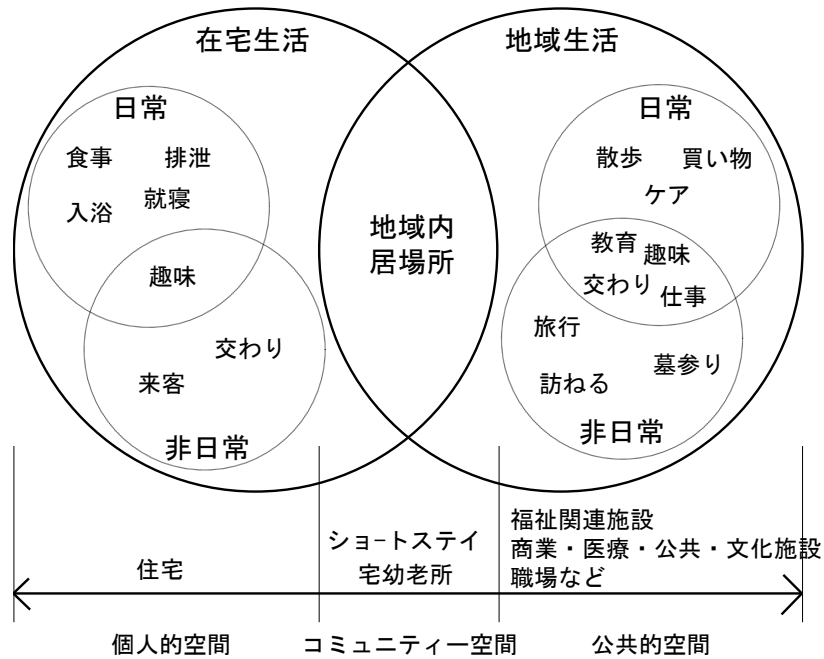 在宅生活
地域生活
日常
食事
排泄
入浴
就寝
趣味
交わり
来客
非日常
地域内
居場所
日常
散歩
買い物
ケア
教育
趣味
交わり
仕事
旅行
訪ねる
墓参り
非日常
住宅
ショートステイ
宅幼老所
福祉関連施設
商業・医療・公共・文化施設
職場など
個人的空間
コミュニティー空間
公共的空間